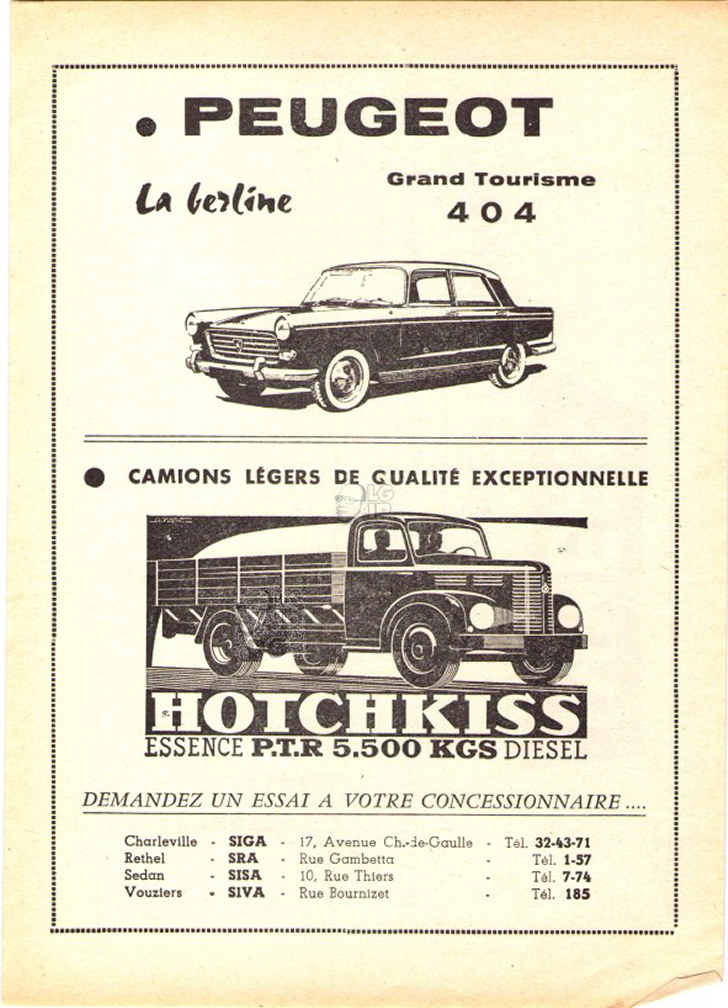 • PEUGEOT
La berline
Grand Tourisme
404
● CAMIONS LÉGERS DE QUALITÉ EXCEPTIONNELLE
LG
JP
HOTCHKISS
ESSENCE P.T.R 5.500 KGS DIESEL
DEMANDEZ UN ESSAI A VOTRE CONCESSIONNAIRE ....
Charleville - SIGA - 17, Avenue Ch.-de-Gaulle - Tél. 32-43-71
Rethel - SRA - Rue Gambetta - Tél. 1-57
Sedan - SISA - 10, Rue Thiers - Tél. 7-74
Vouziers - SIVA - Rue Bournizet - Tél. 185